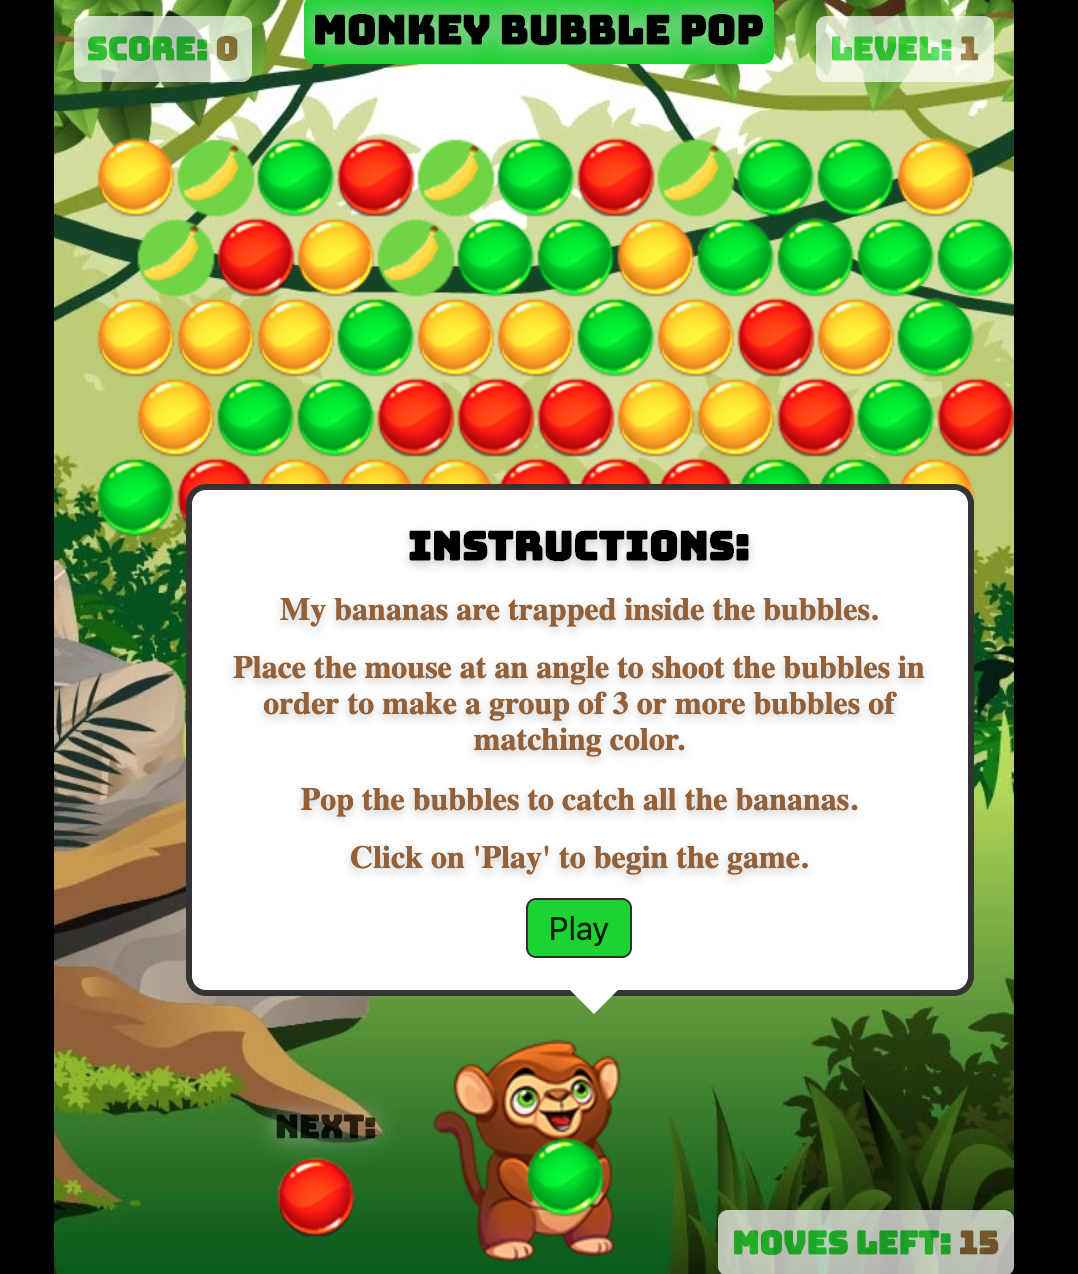 SCORE: 0
MONKEY BUBBLE POP
LEVEL: 1
INSTRUCTIONS:
My bananas are trapped inside the bubbles.
Place the mouse at an angle to shoot the bubbles in
order to make a group of 3 or more bubbles of
matching color.
Pop the bubbles to catch all the bananas.
Click on 'Play' to begin the game.
Play
NEXT:
MOVES LEFT: 15